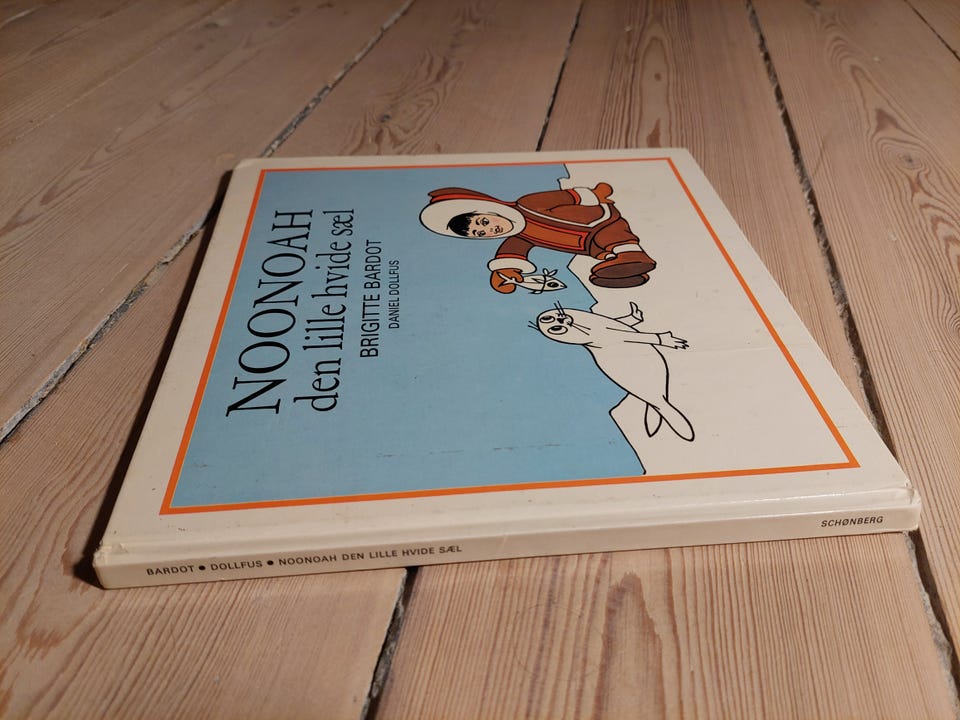 NOONOAH
den lille hvide sæl
BRIGITTE BARDOT
DANIEL DOLLFUS
BARDOT ● DOLLFUS ● NOONOAH DEN LILLE HVIDE SÆL
SCHØNBERG